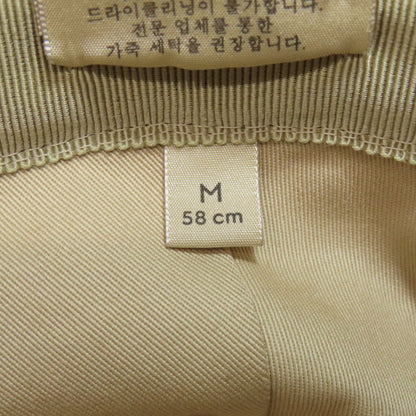 드라이클리닝이 불가합니다.
전문 업체를 통한
가죽 세탁을 권장합니다.
M
58 cm